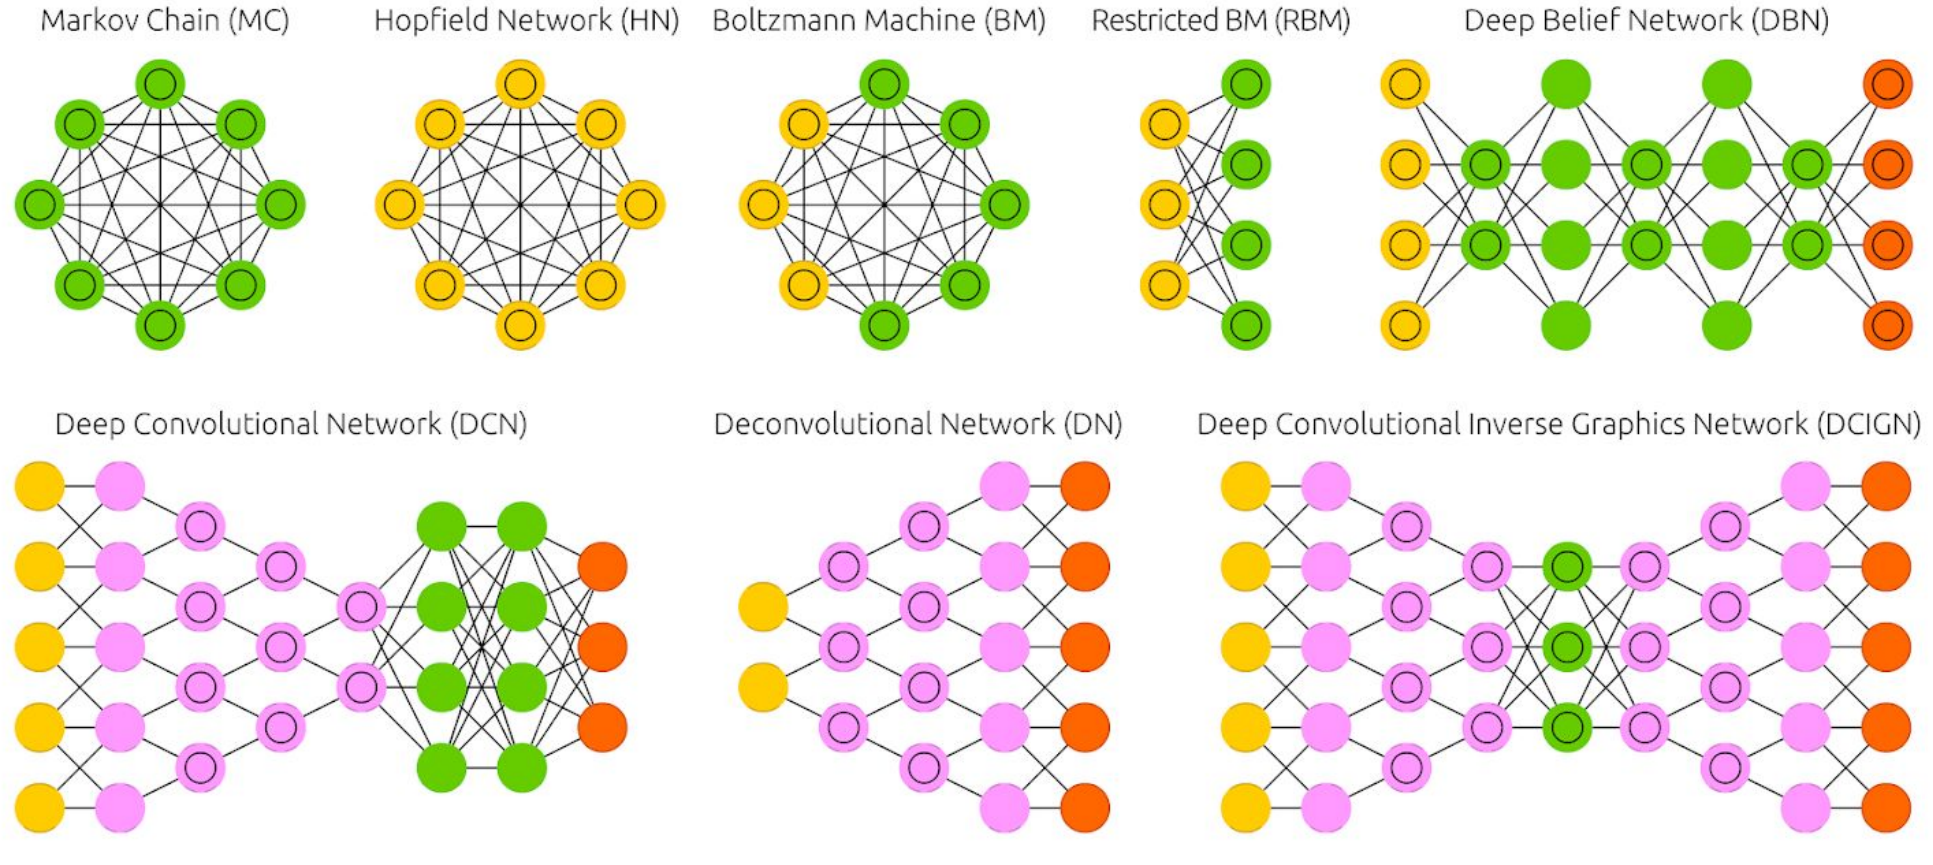 Markov Chain (MC)
Hopfield Network (HN)
Boltzmann Machine (BM)
Restricted BM (RBM)
Deep Belief Network (DBN)
Deep Convolutional Network (DCN)
Deconvolutional Network (DN)
Deep Convolutional Inverse Graphics Network (DCIGN)